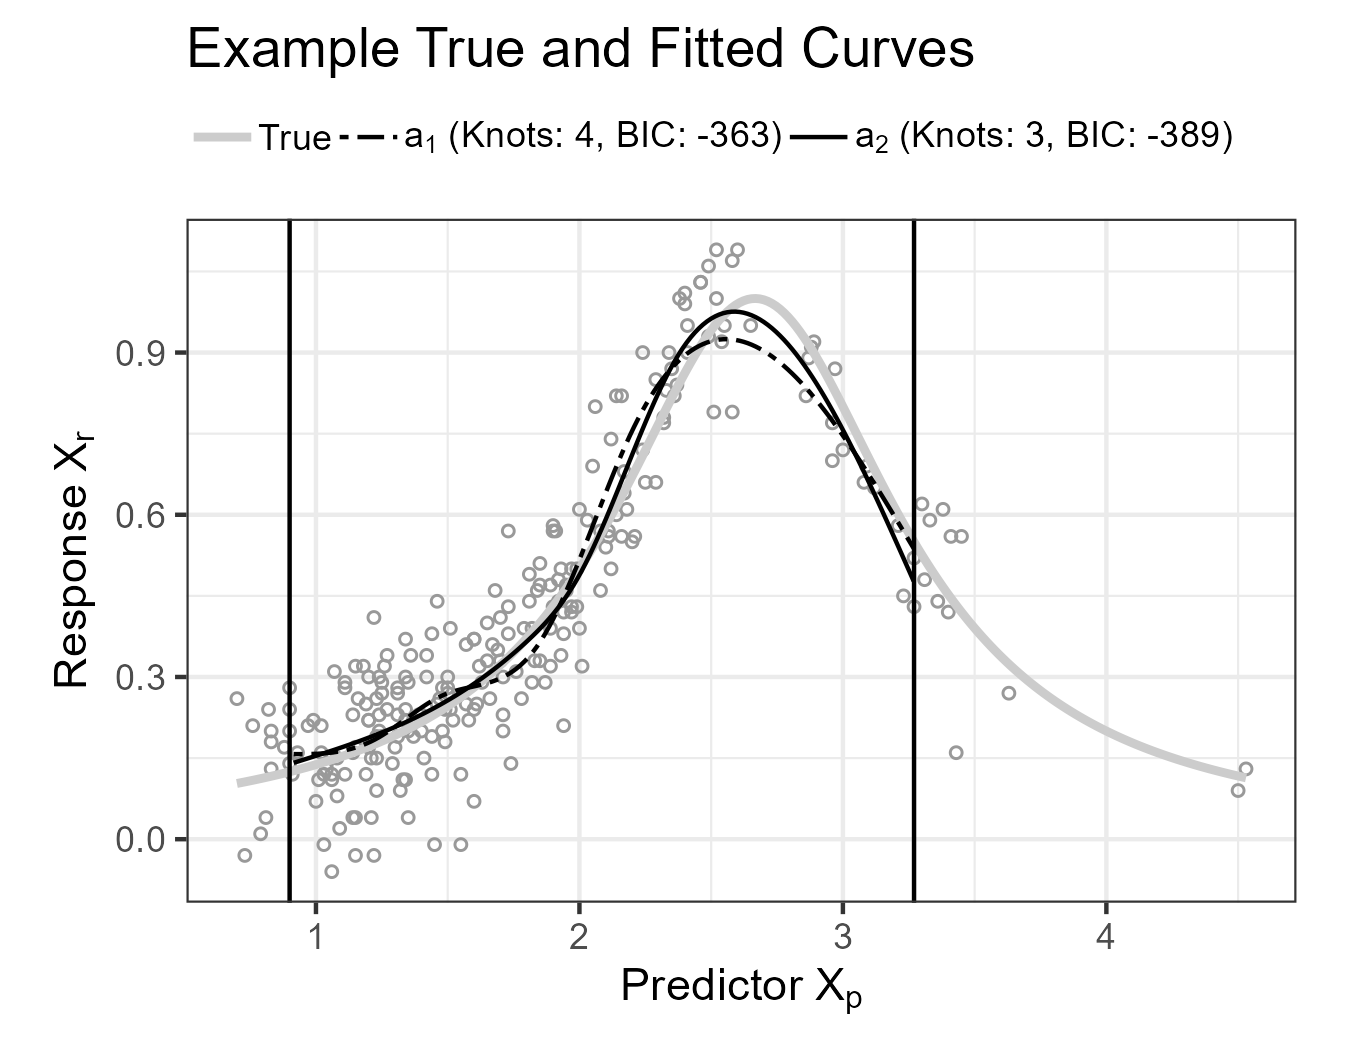 Example True and Fitted Curves
True a₁ (Knots: 4, BIC: -363) a₂ (Knots: 3, BIC: -389)
Response Xᵣ
0.9
0.6
0.3
0.0
1 2 3 4
Predictor Xₚ